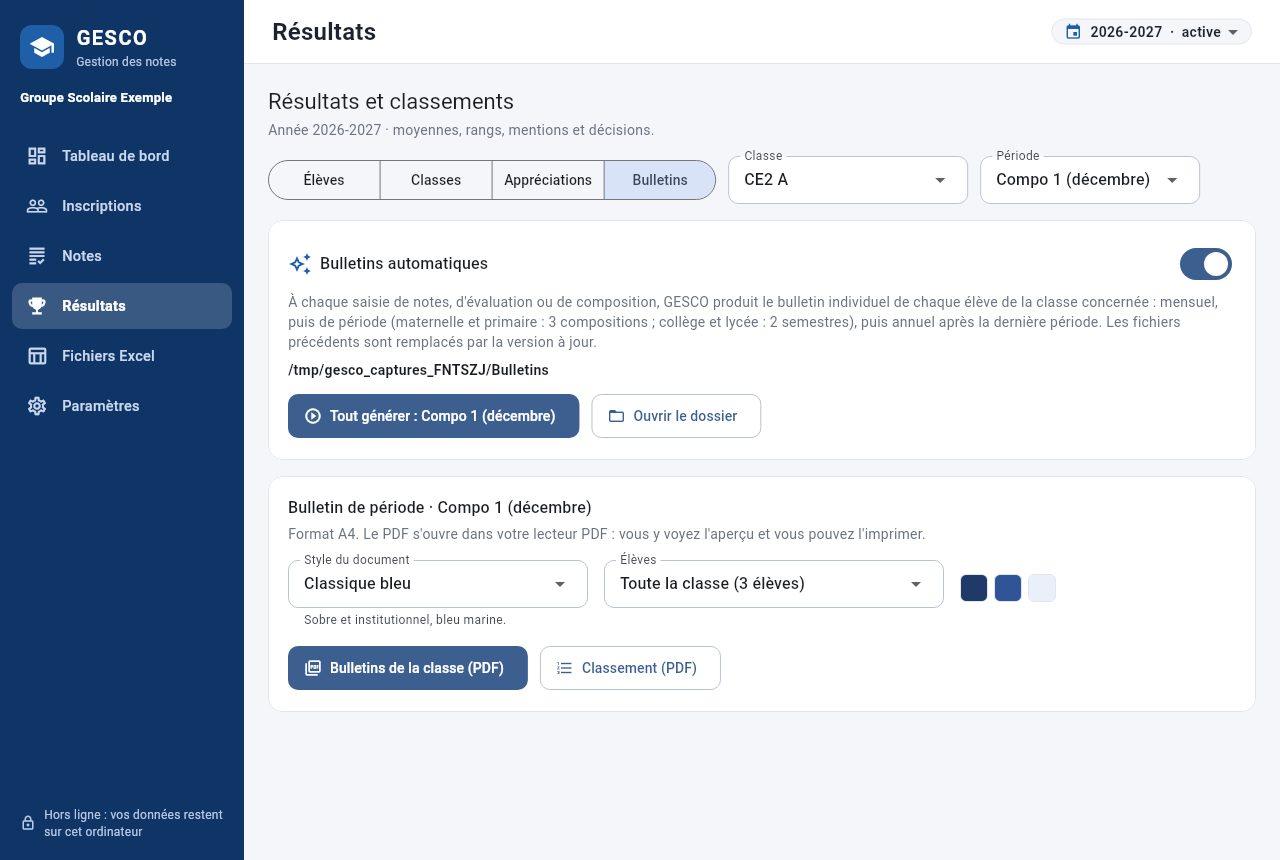 GESCO
Gestion des notes
Groupe Scolaire Exemple
Tableau de bord
Inscriptions
Notes
Résultats
Fichiers Excel
Paramètres
Hors ligne : vos données restent
sur cet ordinateur
Résultats
2026-2027 · active
Résultats et classements
Année 2026-2027 · moyennes, rangs, mentions et décisions.
Élèves
Classes
Appréciations
Bulletins
Classe
CE2 A
Période
Compo 1 (décembre)
Bulletins automatiques
À chaque saisie de notes, d'évaluation ou de composition, GESCO produit le bulletin individuel de chaque élève de la classe concernée : mensuel,
puis de période (maternelle et primaire : 3 compositions ; collège et lycée : 2 semestres), puis annuel après la dernière période. Les fichiers
précédents sont remplacés par la version à jour.
/tmp/gesco_captures_FNTSZJ/Bulletins
Tout générer : Compo 1 (décembre)
Ouvrir le dossier
Bulletin de période · Compo 1 (décembre)
Format A4. Le PDF s'ouvre dans votre lecteur PDF : vous y voyez l'aperçu et vous pouvez l'imprimer.
Style du document
Classique bleu
Élèves
Toute la classe (3 élèves)
Sobre et institutionnel, bleu marine.
Bulletins de la classe (PDF)
Classement (PDF)